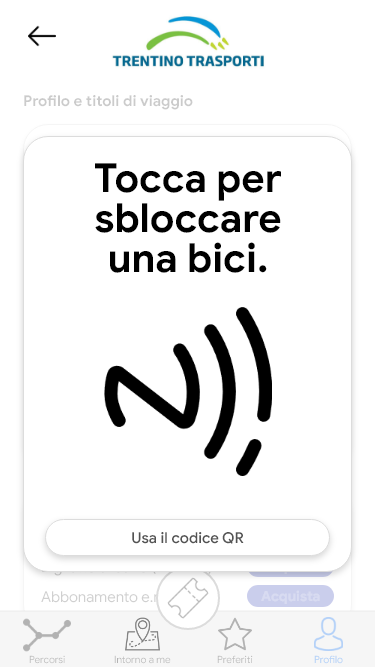 TRENTINO TRASPORTI
Profilo e titoli di viaggio
Tocca per
sbloccare
una bici.
Usa il codice QR
Abbonamento e.
Acquista
Percorsi
Intorno a me
Preferiti
Profilo